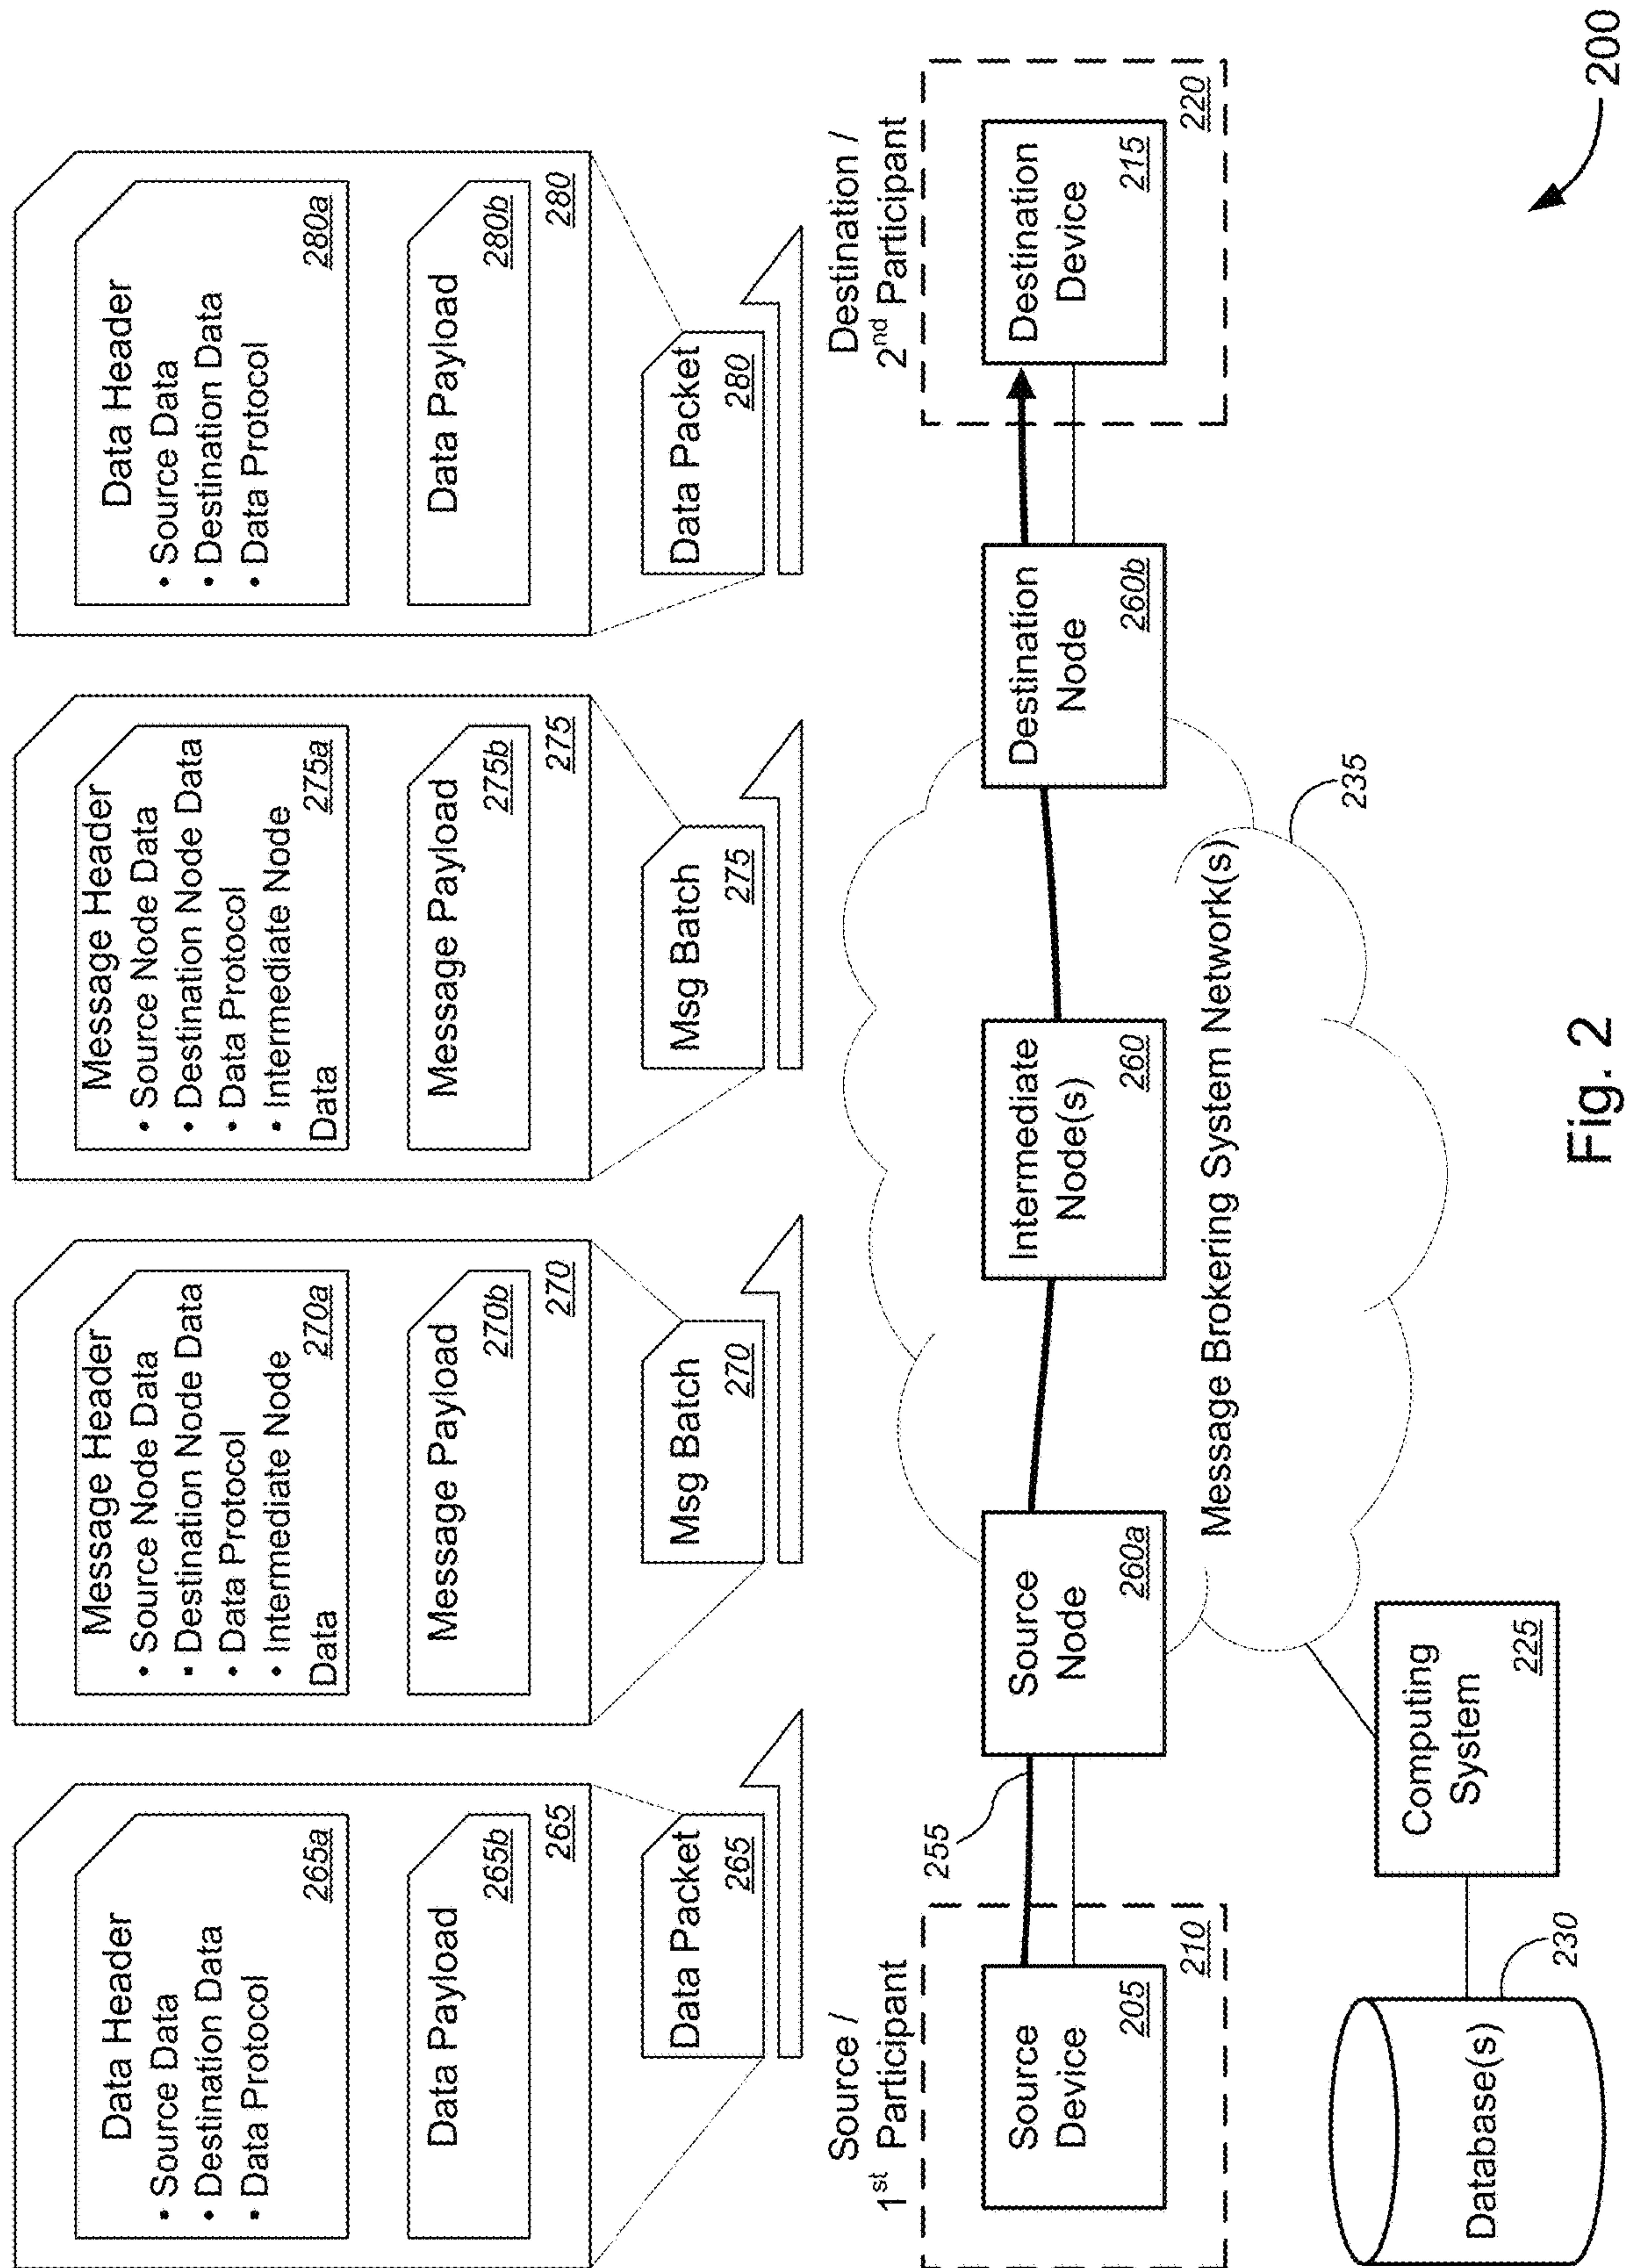 Data Header
• Source Data
• Destination Data
• Data Protocol
265a
Data Payload
265b
265
Data Packet
265
Message Header
• Source Node Data
• Destination Node Data
• Data Protocol
• Intermediate Node
Data
270a
Message Payload
270b
270
Msg Batch
270
Message Header
• Source Node Data
• Destination Node Data
• Data Protocol
• Intermediate Node
Data
275a
Message Payload
275b
275
Msg Batch
275
Data Header
• Source Data
• Destination Data
• Data Protocol
280a
Data Payload
280b
280
Data Packet
280
Source /
1st Participant
Source
Device
205
210
255
Source
Node
260a
Intermediate
Node(s)
260
Destination
Node
260b
Destination /
2nd Participant
Destination
Device
215
220
Message Brokering System Network(s)
235
Computing
System
225
Database(s)
230
Fig. 2
200